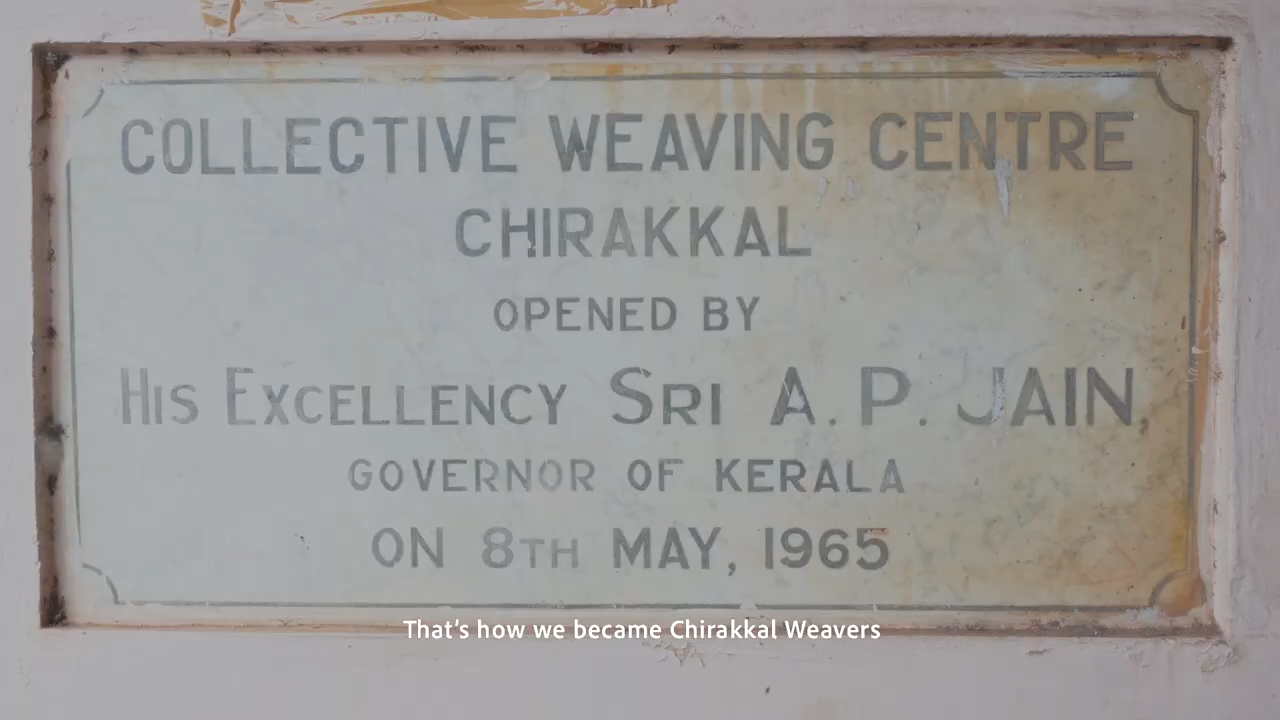 COLLECTIVE WEAVING CENTRE
CHIRAKKAL
OPENED BY
HIS EXCELLENCY SRI A. P. JAIN,
GOVERNOR OF KERALA
ON 8TH MAY, 1965
That's how we became Chirakkal Weavers